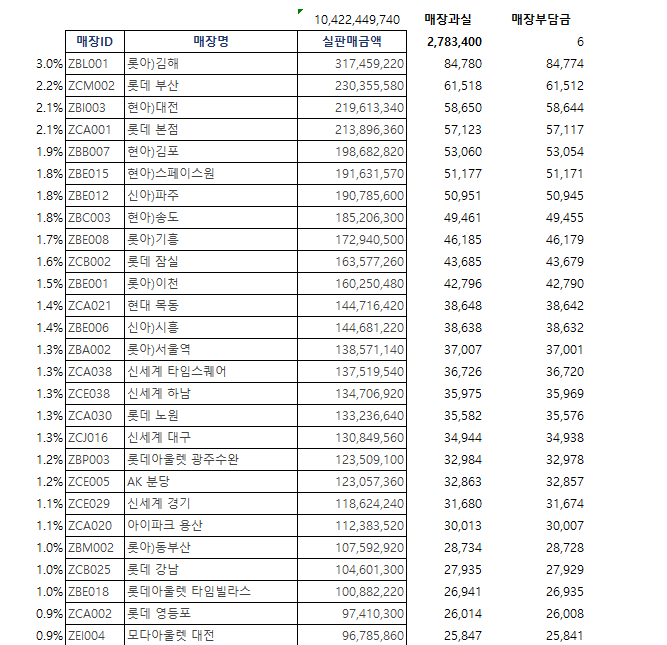 10,422,449,740 매장과실 매장부담금
매장ID 매장명 실판매금액 2,783,400 6
3.0% ZBL001 롯아)김해 317,459,220 84,780 84,774
2.2% ZCM002 롯데 부산 230,355,580 61,518 61,512
2.1% ZBI003 현아)대전 219,613,340 58,650 58,644
2.1% ZCA001 롯데 본점 213,896,360 57,123 57,117
1.9% ZBB007 현아)김포 198,682,820 53,060 53,054
1.8% ZBE015 현아)스페이스원 191,631,570 51,177 51,171
1.8% ZBE012 신아)파주 190,785,600 50,951 50,945
1.8% ZBC003 현아)송도 185,206,300 49,461 49,455
1.7% ZBE008 롯아)기흥 172,940,500 46,185 46,179
1.6% ZCB002 롯데 잠실 163,577,260 43,685 43,679
1.5% ZBE001 롯아)이천 160,250,480 42,796 42,790
1.4% ZCA021 현대 목동 144,716,420 38,648 38,642
1.4% ZBE006 신아)시흥 144,681,220 38,638 38,632
1.3% ZBA002 롯아)서울역 138,571,140 37,007 37,001
1.3% ZCA038 신세계 타임스퀘어 137,519,540 36,726 36,720
1.3% ZCE038 신세계 하남 134,706,920 35,975 35,969
1.3% ZCA030 롯데 노원 133,236,640 35,582 35,576
1.3% ZCJ016 신세계 대구 130,849,560 34,944 34,938
1.2% ZBP003 롯데아울렛 광주수완 123,509,100 32,984 32,978
1.2% ZCE005 AK 분당 123,057,360 32,863 32,857
1.1% ZCE029 신세계 경기 118,624,240 31,680 31,674
1.1% ZCA020 아이파크 용산 112,383,520 30,013 30,007
1.0% ZBM002 롯아)동부산 107,592,920 28,734 28,728
1.0% ZCB025 롯데 강남 104,601,300 27,935 27,929
1.0% ZBE018 롯데아울렛 타임빌라스 100,882,220 26,941 26,935
0.9% ZCA002 롯데 영등포 97,410,300 26,014 26,008
0.9% ZEI004 모다아울렛 대전 96,785,860 25,847 25,841